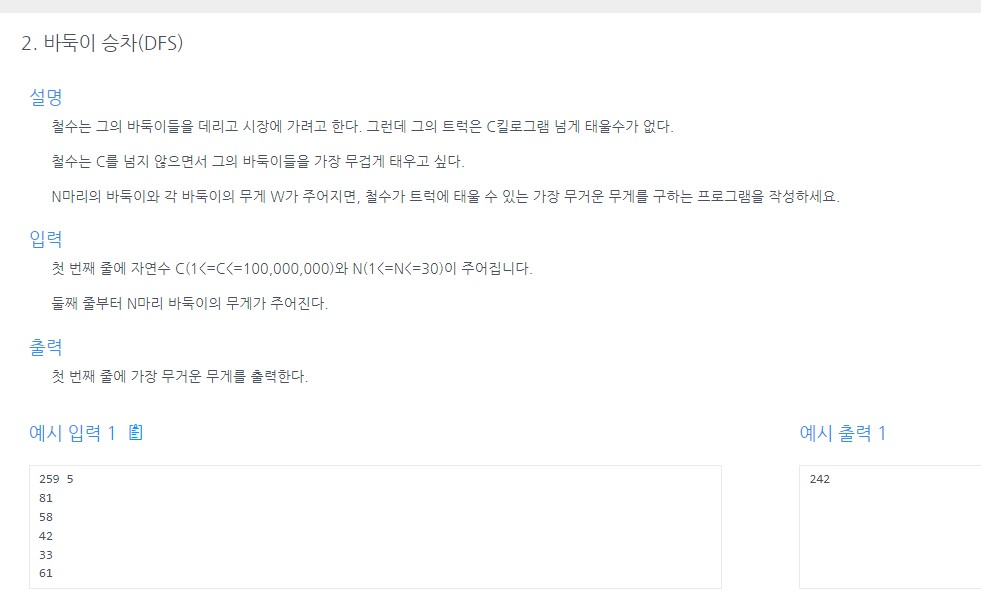 2. 바둑이 승차(DFS)
설명
철수는 그의 바둑이들을 데리고 시장에 가려고 한다. 그런데 그의 트럭은 C킬로그램 넘게 태울수가 없다.
철수는 C를 넘지 않으면서 그의 바둑이들을 가장 무겁게 태우고 싶다.
N마리의 바둑이와 각 바둑이의 무게 W가 주어지면, 철수가 트럭에 태울 수 있는 가장 무거운 무게를 구하는 프로그램을 작성하세요.
입력
첫 번째 줄에 자연수 C(1<=C<=100,000,000)와 N(1<=N<=30)이 주어집니다.
둘째 줄부터 N마리 바둑이의 무게가 주어진다.
출력
첫 번째 줄에 가장 무거운 무게를 출력한다.
예시 입력 1
259 5
81
58
42
33
61
예시 출력 1
242